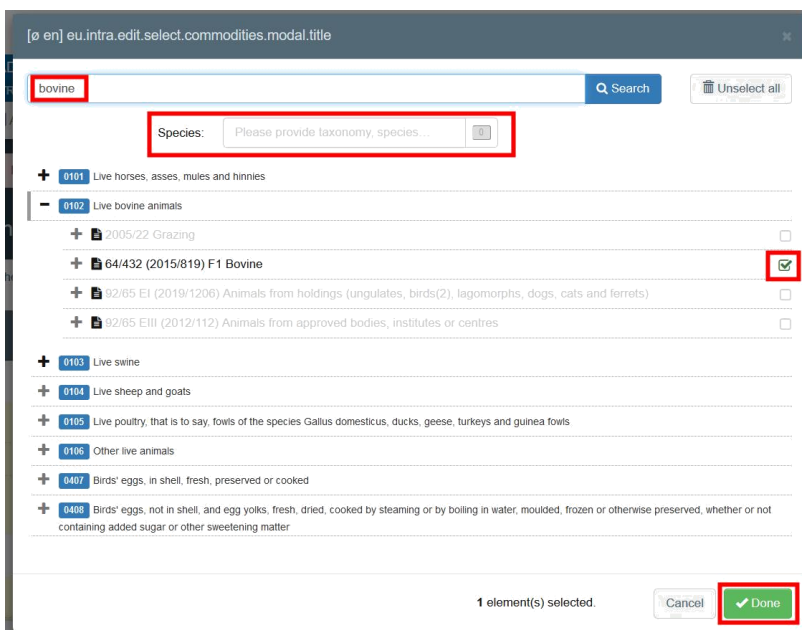 [ø en] eu.intra.edit.select.commodities.modal.title
bovine
Search
Unselect all
Species:
Please provide taxonomy, species...
0
0101 Live horses, asses, mules and hinnies
0102 Live bovine animals
2005/22 Grazing
64/432 (2015/819) F1 Bovine
92/65 EI (2019/1206) Animals from holdings (ungulates, birds(2), lagomorphs, dogs, cats and ferrets)
92/65 EIII (2012/112) Animals from approved bodies, institutes or centres
0103 Live swine
0104 Live sheep and goats
0105 Live poultry, that is to say, fowls of the species Gallus domesticus, ducks, geese, turkeys and guinea fowls
0106 Other live animals
0407 Birds' eggs, in shell, fresh, preserved or cooked
0408 Birds' eggs, not in shell, and egg yolks, fresh, dried, cooked by steaming or by boiling in water, moulded, frozen or otherwise preserved, whether or not
containing added sugar or other sweetening matter
1 element(s) selected.
Cancel
Done